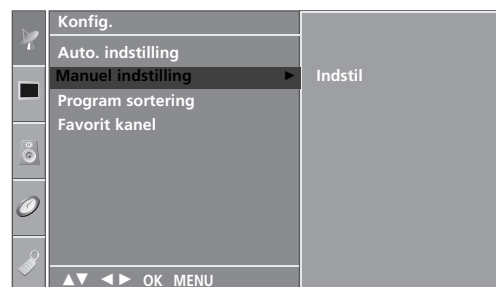 Konfig.
Auto. indstilling
Manuel indstilling ► Indstil
Program sortering
Favorit kanel
▲▼ ◄► OK MENU